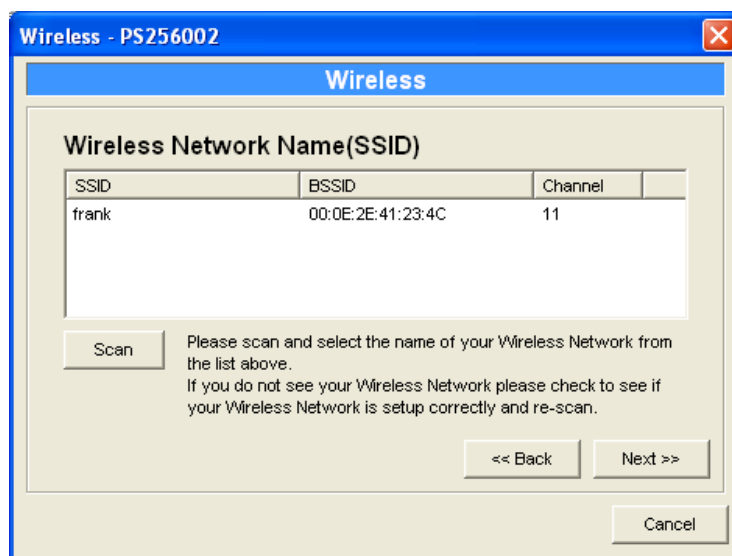 Wireless - PS256002
Wireless
Wireless Network Name(SSID)
SSID BSSID Channel
frank 00:0E:2E:41:23:4C 11
Scan
Please scan and select the name of your Wireless Network from
the list above.
If you do not see your Wireless Network please check to see if
your Wireless Network is setup correctly and re-scan.
<< Back Next >>
Cancel